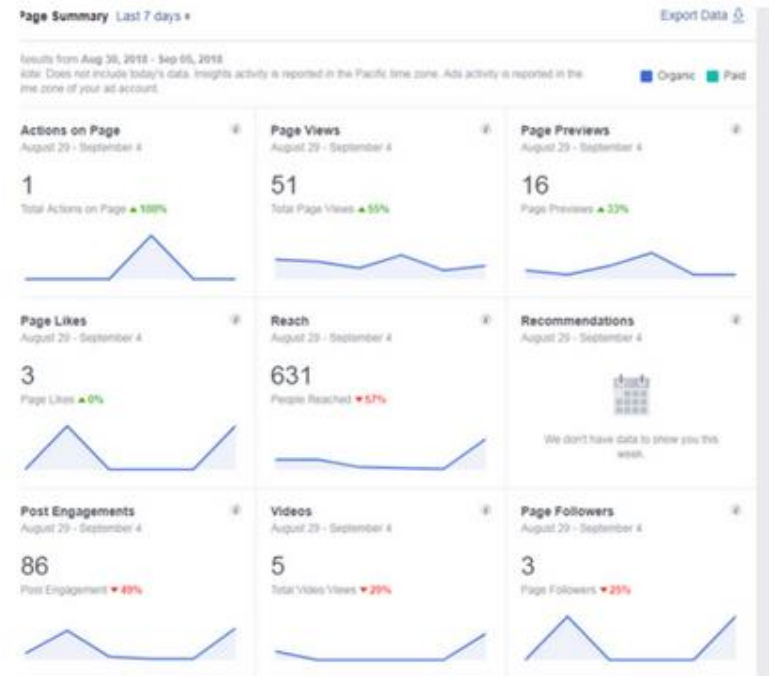 Page Summary Last 7 days
Export Data
Results from Aug 30, 2018 - Sep 05, 2018
Note: Does not include today's data. Insights activity is reported in the Pacific time zone. Ads activity is reported in the
time zone of your ad account.
Organic Paid
Actions on Page
August 29 - September 4
1
Total Actions on Page ▲ 100%
Page Views
August 29 - September 4
51
Total Page Views ▲ 55%
Page Previews
August 29 - September 4
16
Page Previews ▲ 33%
Page Likes
August 29 - September 4
3
Page Likes ▲ 0%
Reach
August 29 - September 4
631
People Reached ▼ 57%
Recommendations
August 29 - September 4
We don't have data to show you this
week.
Post Engagements
August 29 - September 4
86
Post Engagement ▼ 49%
Videos
August 29 - September 4
5
Total Video Views ▼
Page Followers
August 29 - September 4
3
Page Followers ▼ 25%